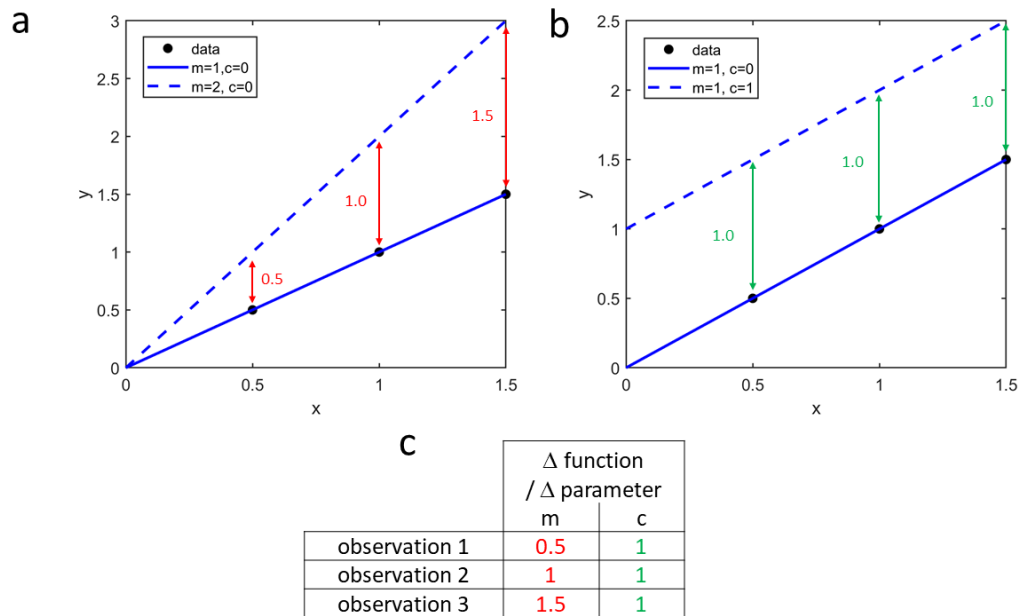 a
3
2.5
2
1.5
1
0.5
0
0
0.5
1
1.5
y
x
data
m=1,c=0
m=2, c=0
0.5
1.0
1.5
b
2.5
2
1.5
1
0.5
0
0
0.5
1
1.5
y
x
data
m=1, c=0
m=1, c=1
1.0
1.0
1.0
c
Δ function
/ Δ parameter
m c
observation 1 0.5 1
observation 2 1 1
observation 3 1.5 1